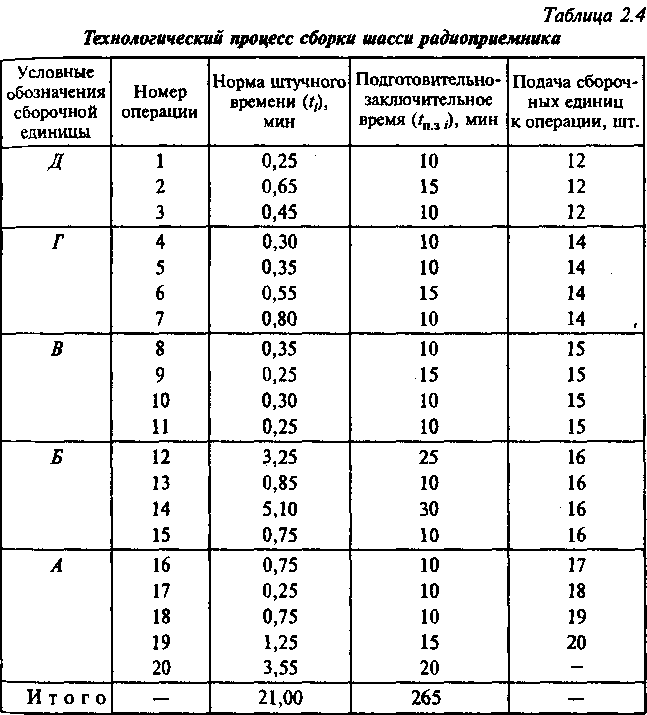 Таблица 2.4
Технологический процесс сборки шасси радиоприемника
Условные обозначения сборочной единицы | Номер операции | Норма штучного времени (tᵢ), мин | Подготовительно-заключительное время (tп.з i), мин | Подача сбороч-ных единиц к операции, шт.
Д 1 0,25 10 12
2 0,65 15 12
3 0,45 10 12
Г 4 0,30 10 14
5 0,35 10 14
6 0,55 15 14
7 0,80 10 14
В 8 0,35 10 15
9 0,25 15 15
10 0,30 10 15
11 0,25 10 15
Б 12 3,25 25 16
13 0,85 10 16
14 5,10 30 16
15 0,75 10 16
А 16 0,75 10 17
17 0,25 10 18
18 0,75 10 19
19 1,25 15 20
20 3,55 20 –
Итого — 21,00 265 —